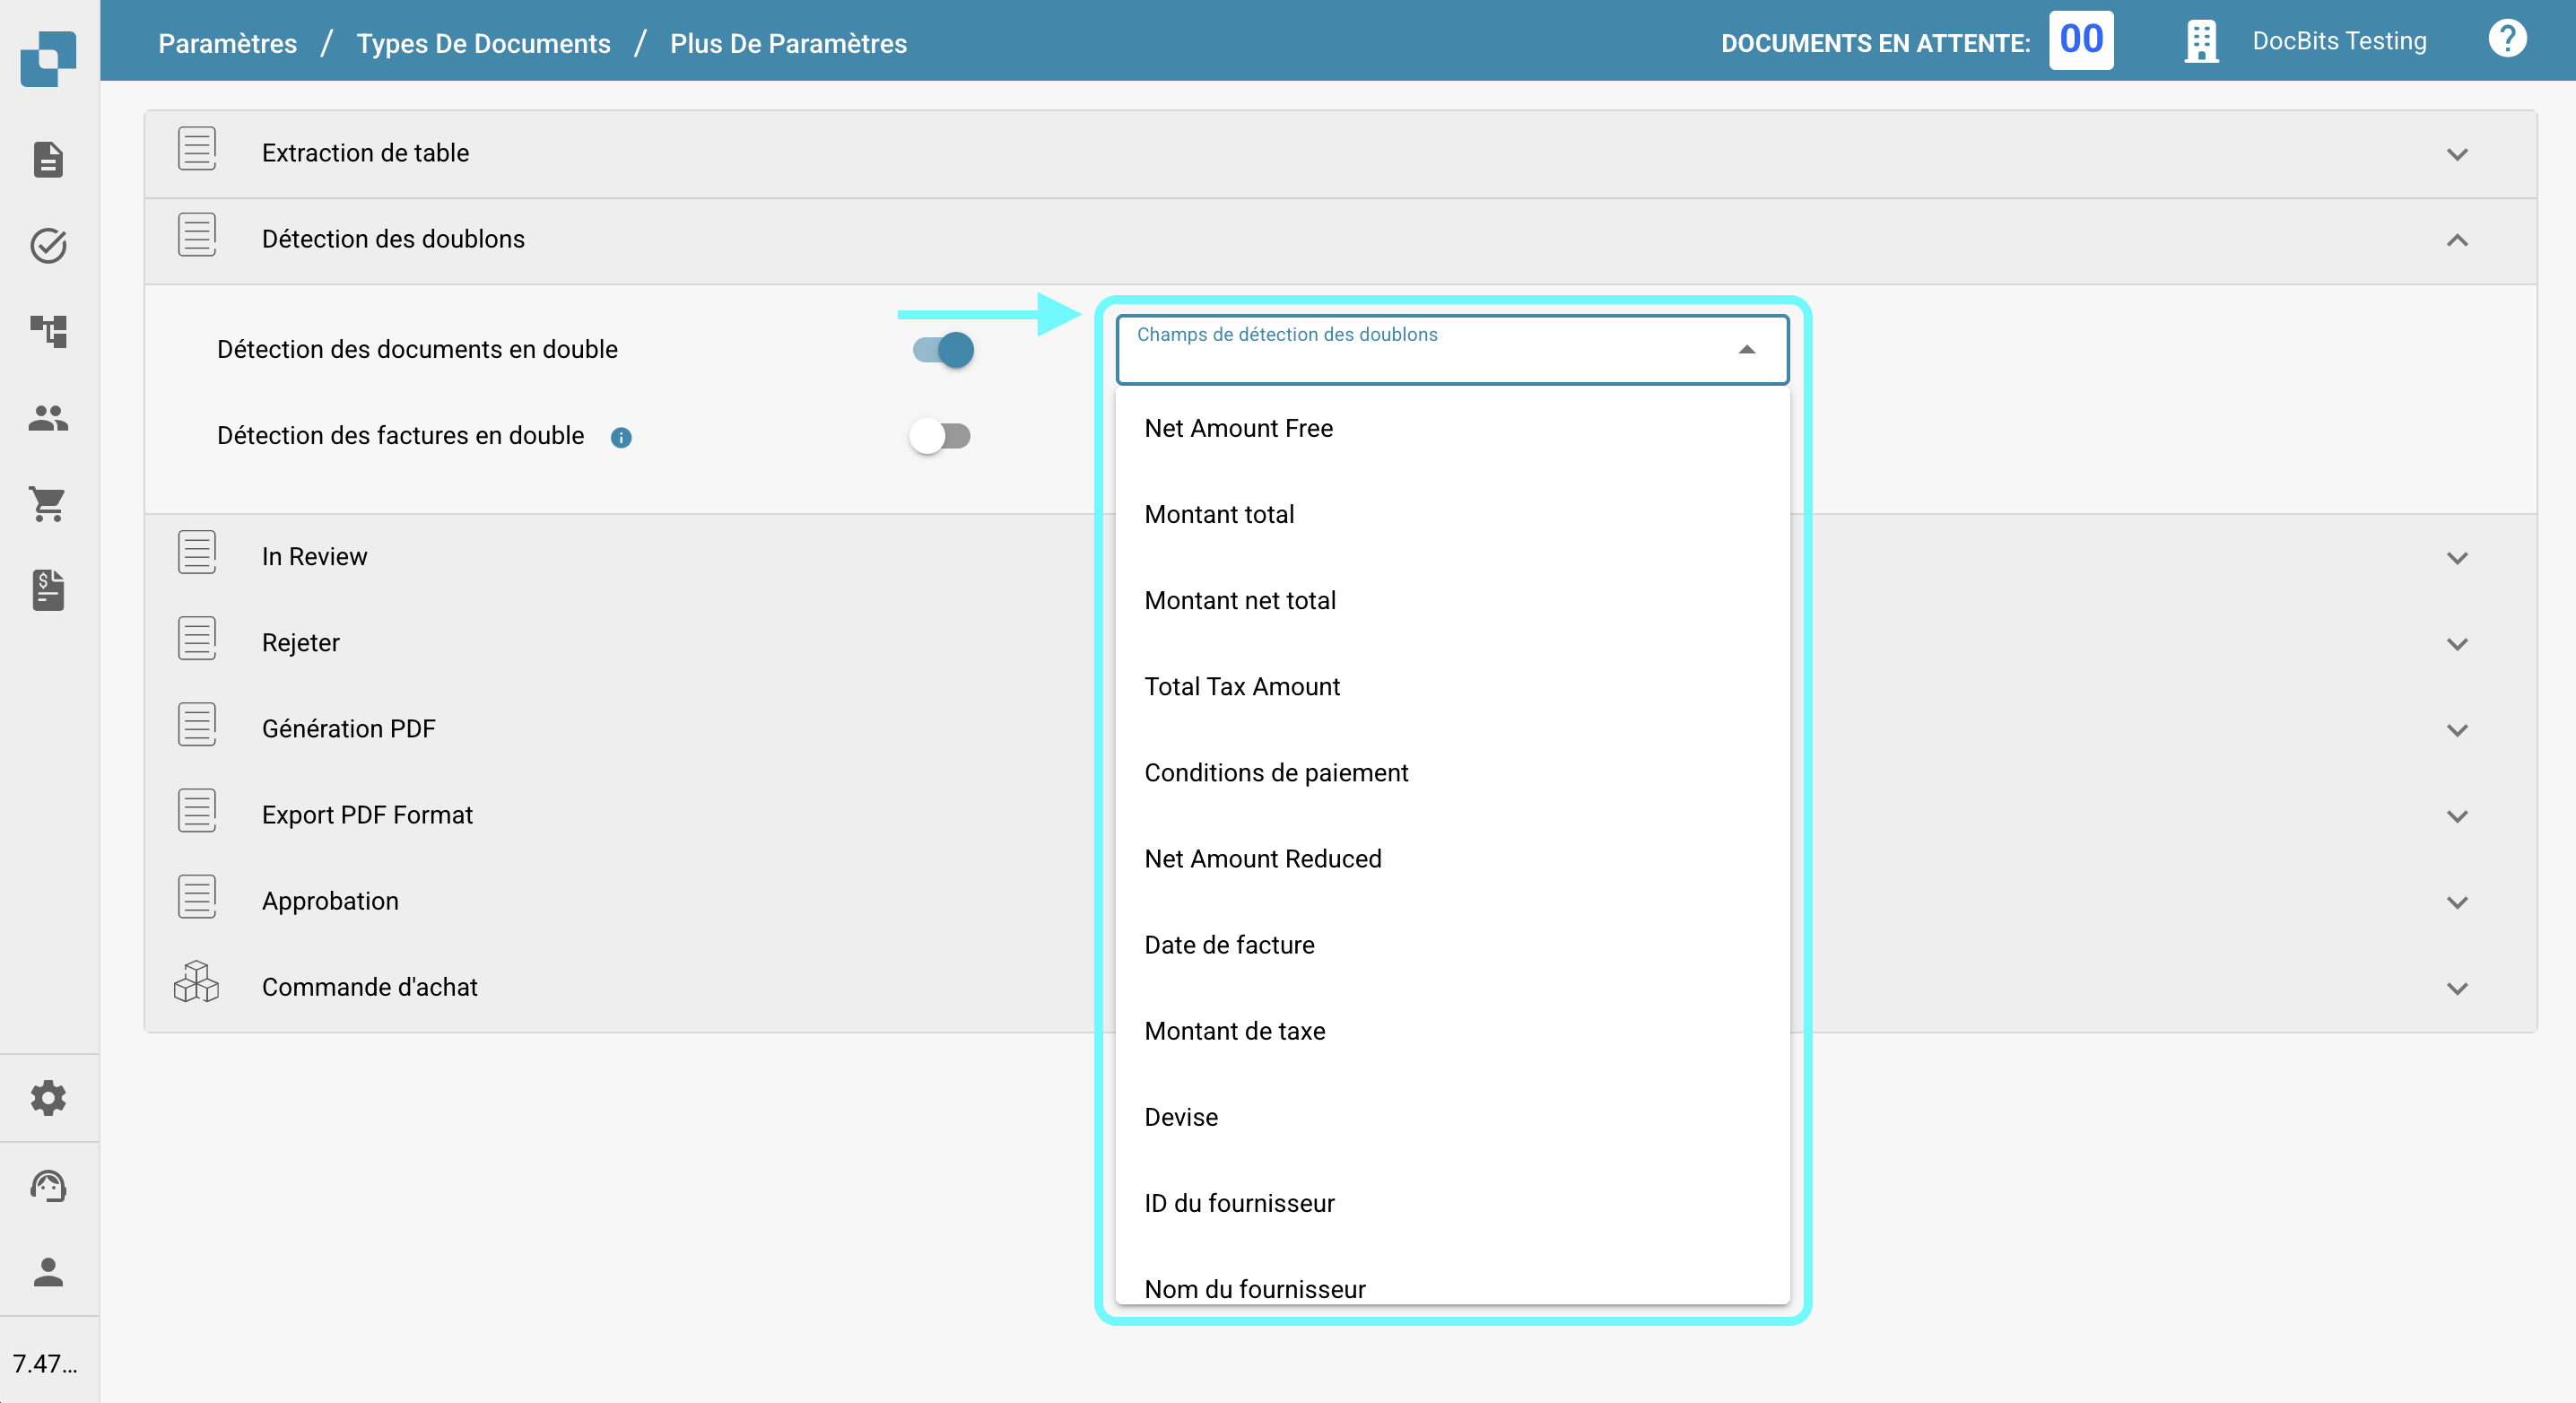 Paramètres / Types De Documents / Plus De Paramètres
DOCUMENTS EN ATTENTE: 00
DocBits Testing
?
Extraction de table
Détection des doublons
Détection des documents en double
Champs de détection des doublons
Détection des factures en double
i
Net Amount Free
Montant total
Montant net total
Total Tax Amount
Conditions de paiement
Net Amount Reduced
Date de facture
Montant de taxe
Devise
ID du fournisseur
Nom du fournisseur
In Review
Rejeter
Génération PDF
Export PDF Format
Approbation
Commande d'achat
7.47...